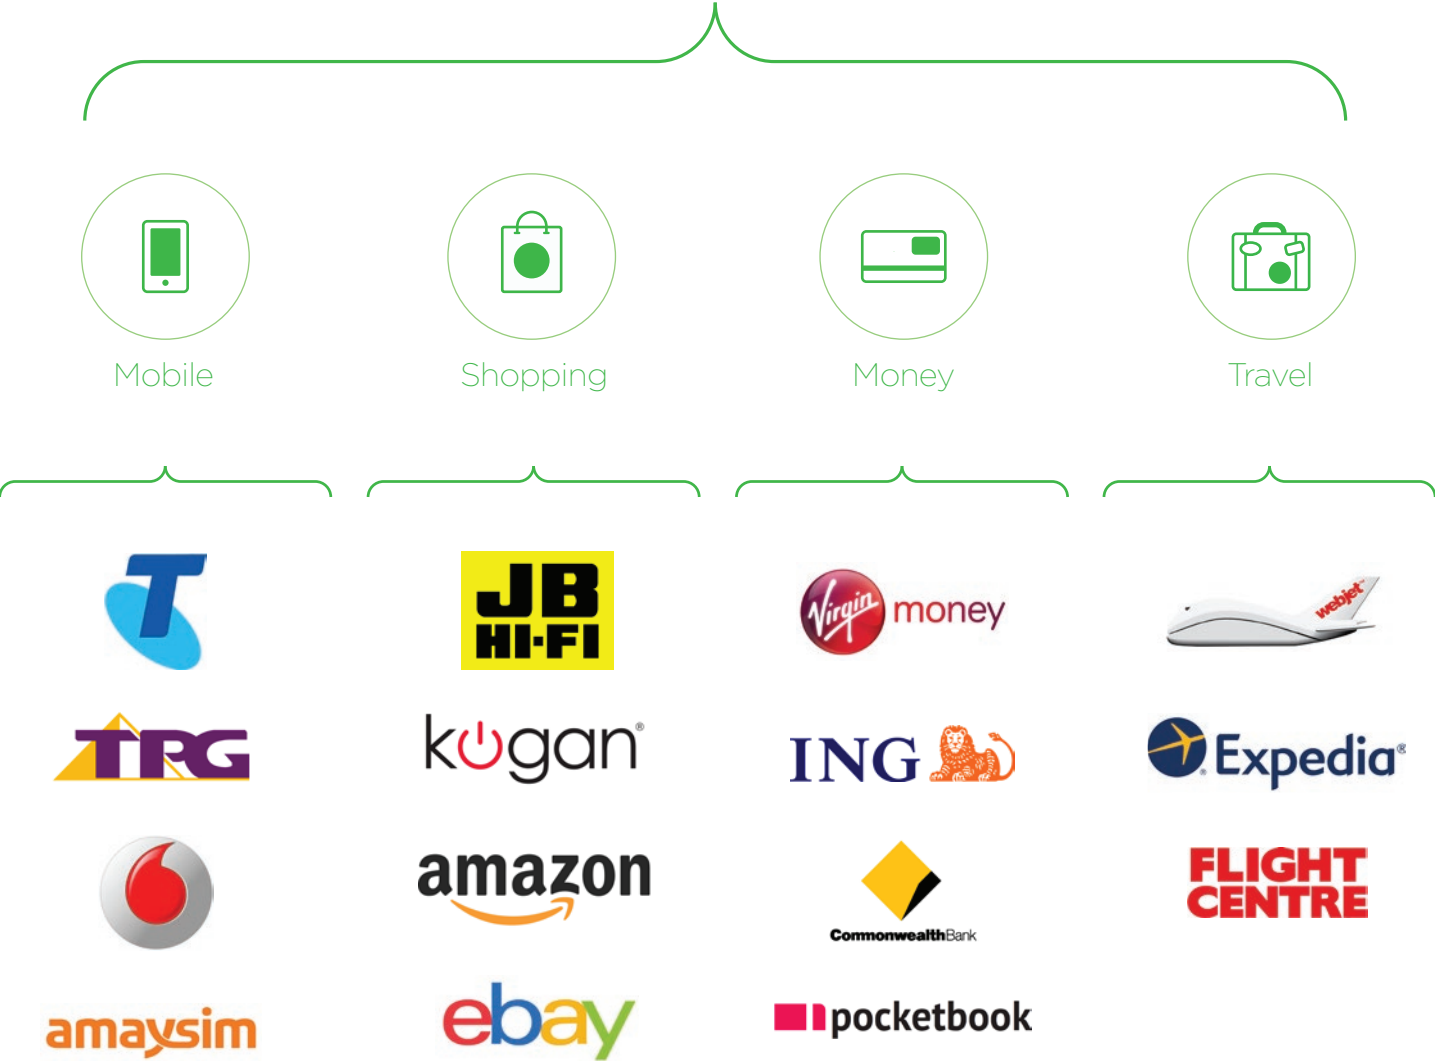 Mobile
Shopping
Money
Travel
T
TPG
amaysim
JB
HI-FI
kogan®
amazon
ebay
Virgin money
ING
CommonwealthBank
pocketbook
webjet™
Expedia®
FLIGHT
CENTRE